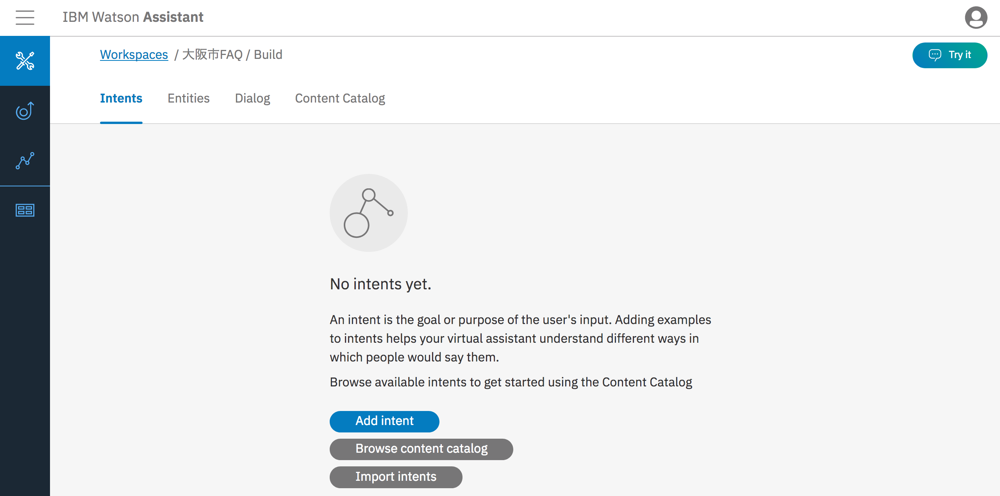 IBM Watson Assistant
Workspaces / 大阪市FAQ / Build
Try it
Intents Entities Dialog Content Catalog
No intents yet.
An intent is the goal or purpose of the user's input. Adding examples
to intents helps your virtual assistant understand different ways in
which people would say them.
Browse available intents to get started using the Content Catalog
Add intent
Browse content catalog
Import intents